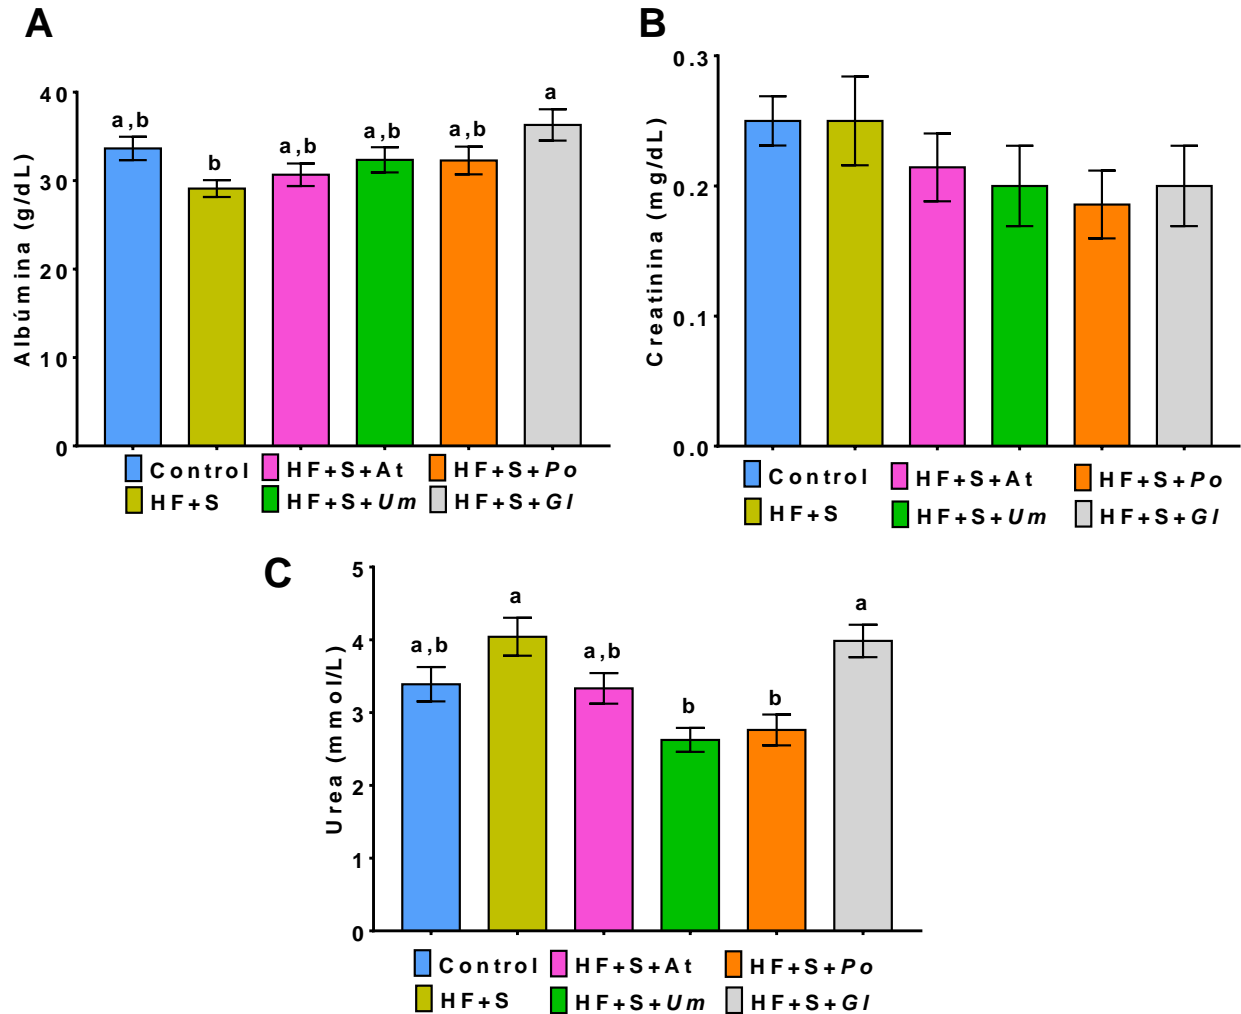 A
Albúmina (g/dL)
40
30
20
10
0
a,b
b
a,b
a,b
a,b
a
Control
HF+S+At
HF+S+Po
HF+S
HF+S+Um
HF+S+Gl
B
Creatinina (mg/dL)
0.3
0.2
0.1
0.0
Control
HF+S+At
HF+S+Po
HF+S
HF+S+Um
HF+S+Gl
C
Urea (mmol/L)
5
4
3
2
1
0
a,b
a
a,b
b
b
a
Control
HF+S+At
HF+S+Po
HF+S
HF+S+Um
HF+S+Gl